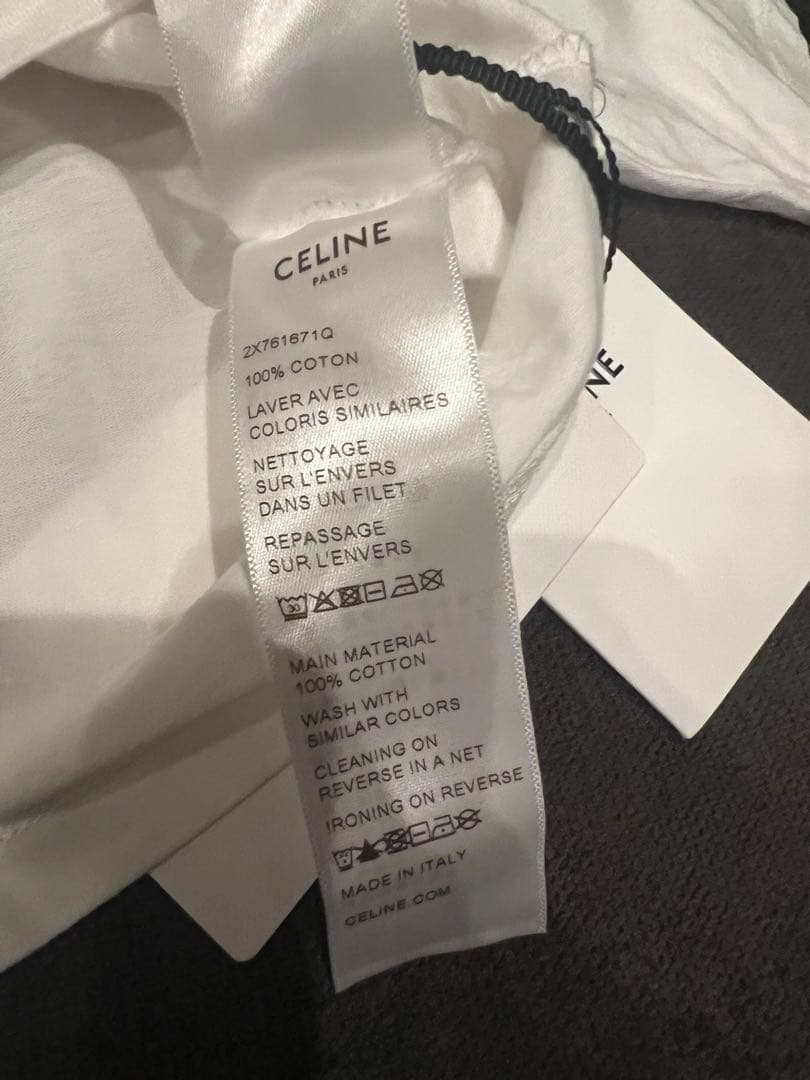 CELINE
PARIS
2X761671Q
100% COTON
LAVER AVEC
COLORIS SIMILAIRES
NETTOYAGE
SUR L'ENVERS
DANS UN FILET
REPASSAGE
SUR L'ENVERS
30
MAIN MATERIAL
100% COTTON
WASH WITH
SIMILAR COLORS
CLEANING ON
REVERSE IN A NET
IRONING ON REVERSE
MADE IN ITALY
CELINE.COM
NE